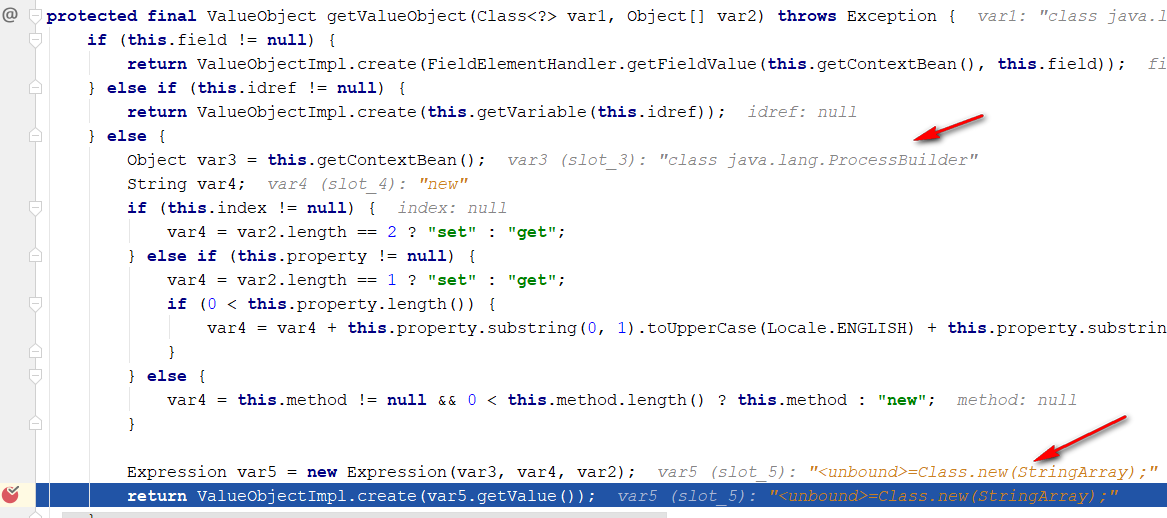 @ protected final ValueObject getValueObject(Class<?> var1, Object[] var2) throws Exception {  var1: "class java.l
if (this.field != null) {
return ValueObjectImpl.create(FieldElementHandler.getFieldValue(this.getContextBean(), this.field));  fi
} else if (this.idref != null) {
return ValueObjectImpl.create(this.getVariable(this.idref));  idref: null
} else {
Object var3 = this.getContextBean();  var3 (slot_3): "class java.lang.ProcessBuilder"
String var4;  var4 (slot_4): "new"
if (this.index != null) {  index: null
var4 = var2.length == 2 ? "set" : "get";
} else if (this.property != null) {
var4 = var2.length == 1 ? "set" : "get";
if (0 < this.property.length()) {
var4 = var4 + this.property.substring(0, 1).toUpperCase(Locale.ENGLISH) + this.property.substrin
}
} else {
var4 = this.method != null && 0 < this.method.length() ? this.method : "new";  method: null
}
Expression var5 = new Expression(var3, var4, var2);  var5 (slot_5): "<unbound>=Class.new(StringArray);"
return ValueObjectImpl.create(var5.getValue());  var5 (slot_5): "<unbound>=Class.new(StringArray);"
}